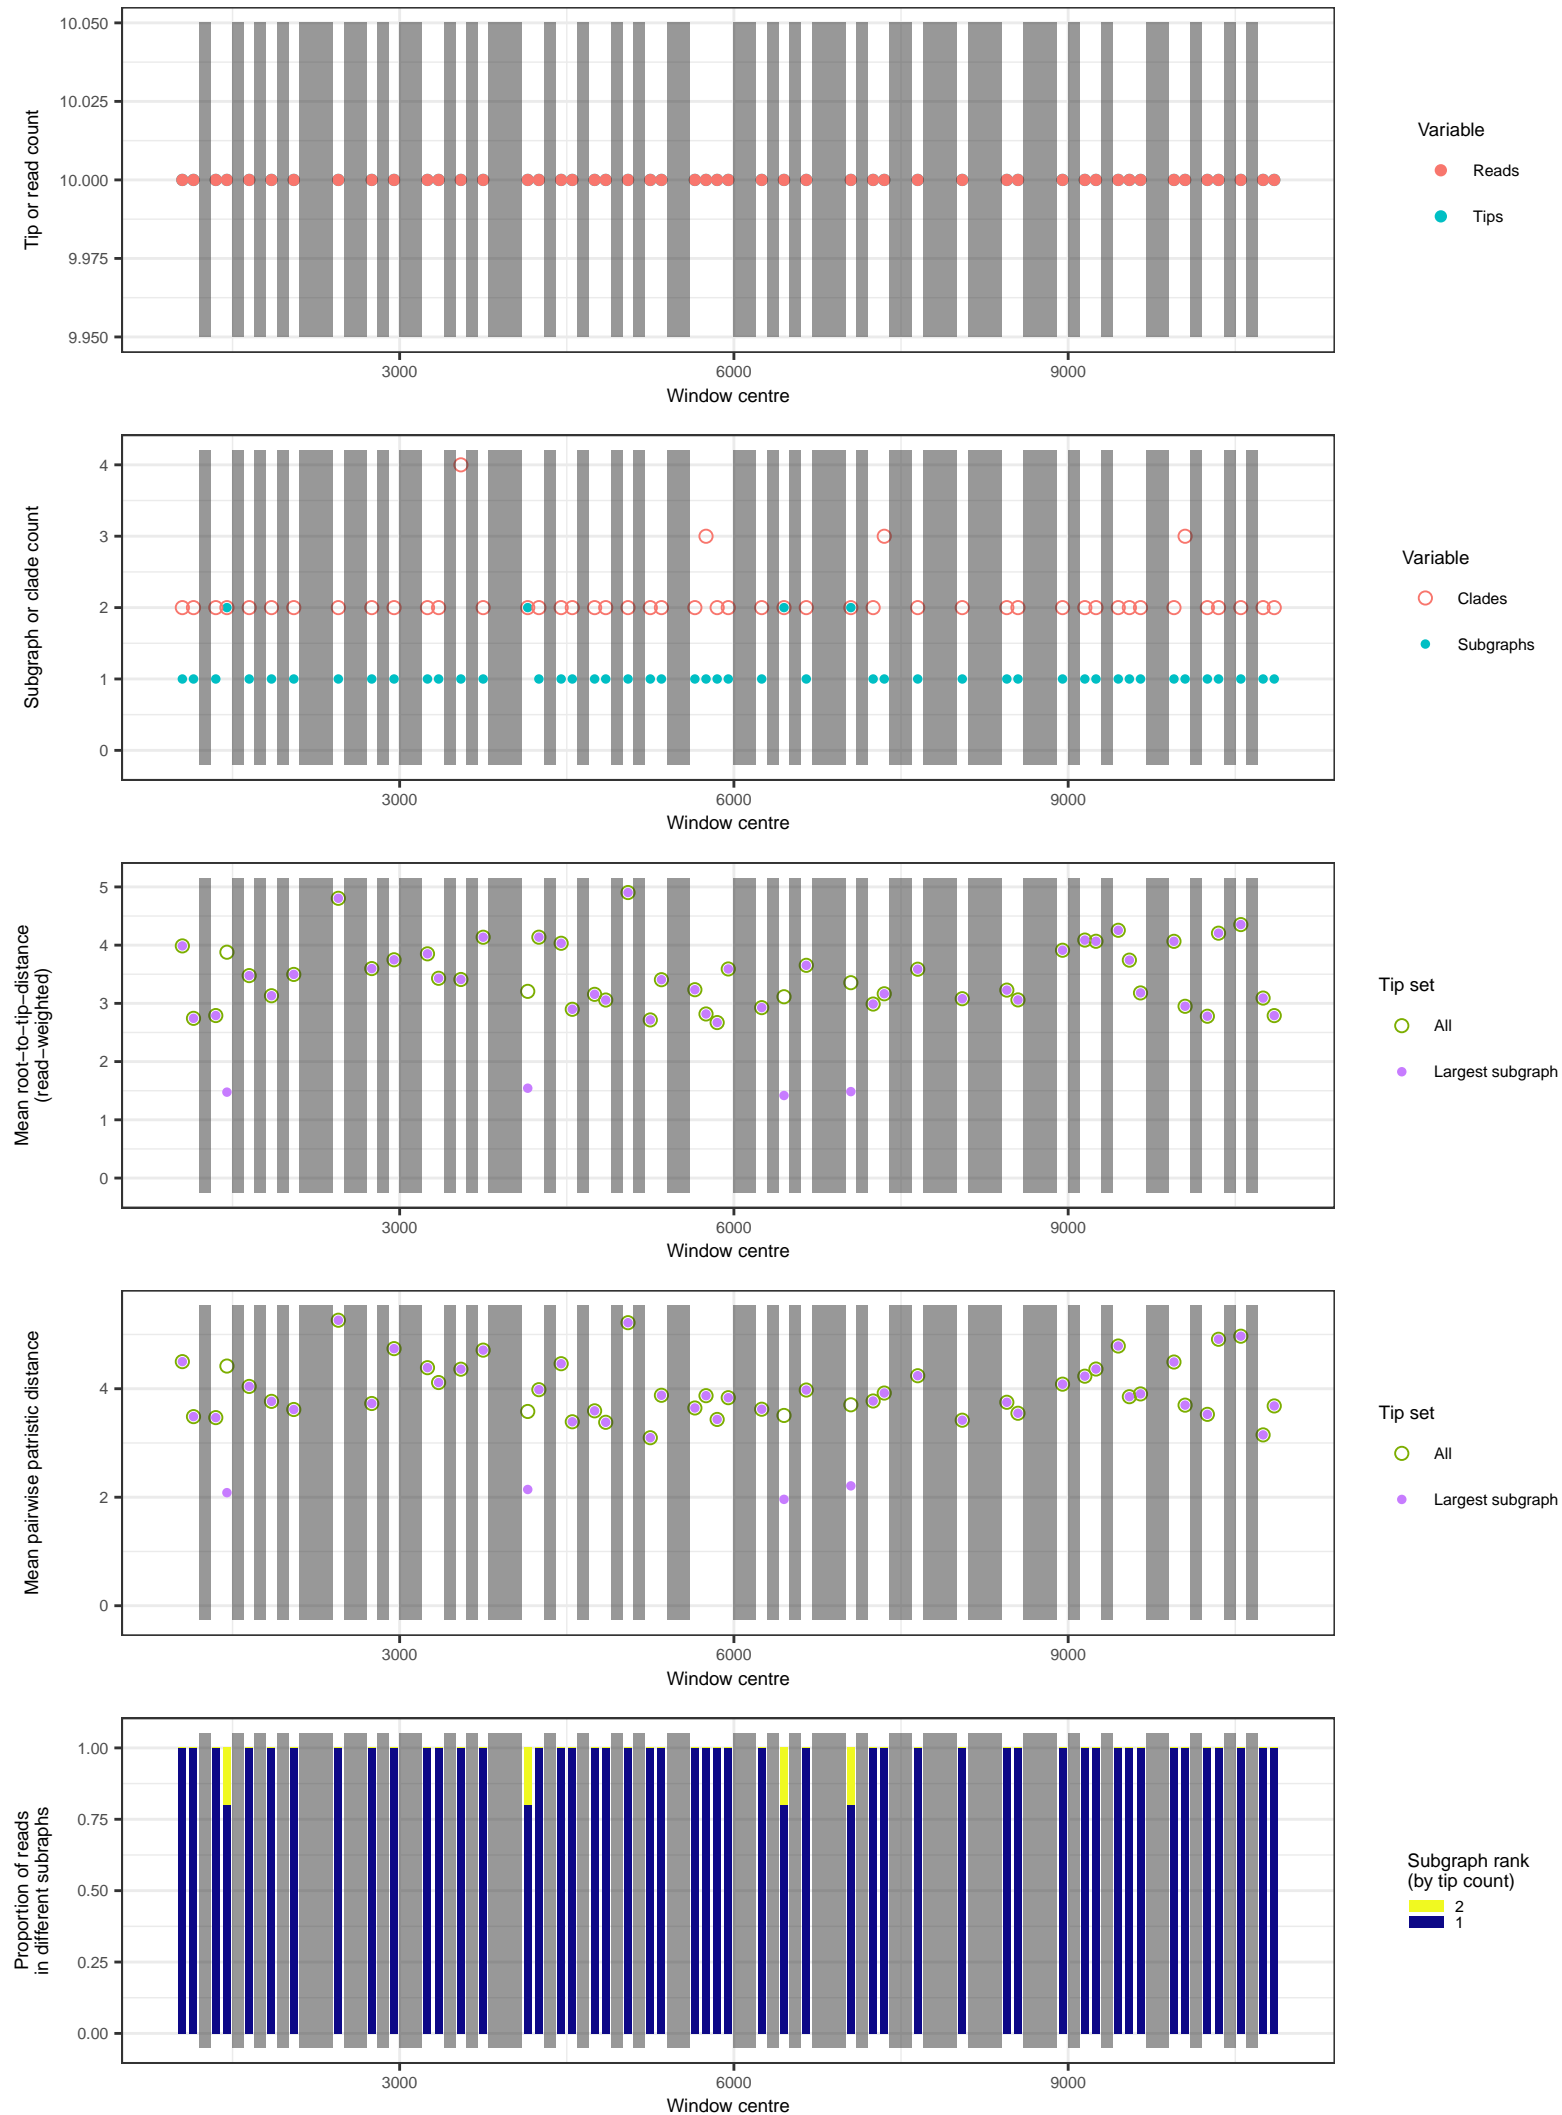 10.050
10.025
10.000
9.975
9.950
Tip or read count
3000 6000 9000
Window centre
Variable
Reads
Tips
4
3
2
1
0
Subgraph or clade count
3000 6000 9000
Window centre
Variable
Clades
Subgraphs
5
4
3
2
1
0
Mean root−to−tip−distance
(read−weighted)
3000 6000 9000
Window centre
Tip set
All
Largest subgraph
4
2
0
Mean pairwise patristic distance
3000 6000 9000
Window centre
Tip set
All
Largest subgraph
1.00
0.75
0.50
0.25
0.00
Proportion of reads
in different subraphs
3000 6000 9000
Window centre
Subgraph rank
(by tip count)
2
1